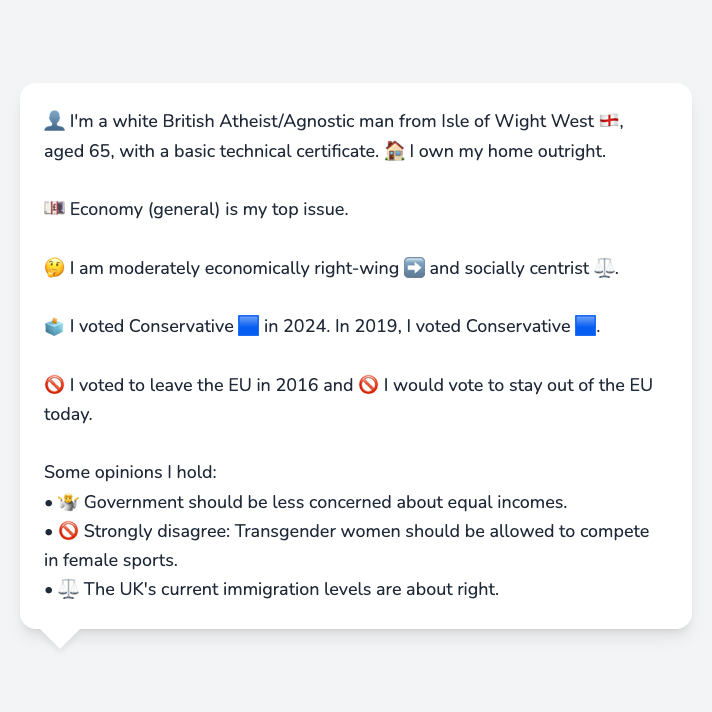 👤 I'm a white British Atheist/Agnostic man from Isle of Wight West 🏴󠁧󠁢󠁥󠁮󠁧󠁿,
aged 65, with a basic technical certificate. 🏠 I own my home outright.
💷 Economy (general) is my top issue.
🤔 I am moderately economically right-wing ➡️ and socially centrist ⚖️.
🗳️ I voted Conservative 🟦 in 2024. In 2019, I voted Conservative 🟦.
🚫 I voted to leave the EU in 2016 and 🚫 I would vote to stay out of the EU
today.
Some opinions I hold:
• 🤷 Government should be less concerned about equal incomes.
• 🚫 Strongly disagree: Transgender women should be allowed to compete
in female sports.
• ⚖️ The UK's current immigration levels are about right.